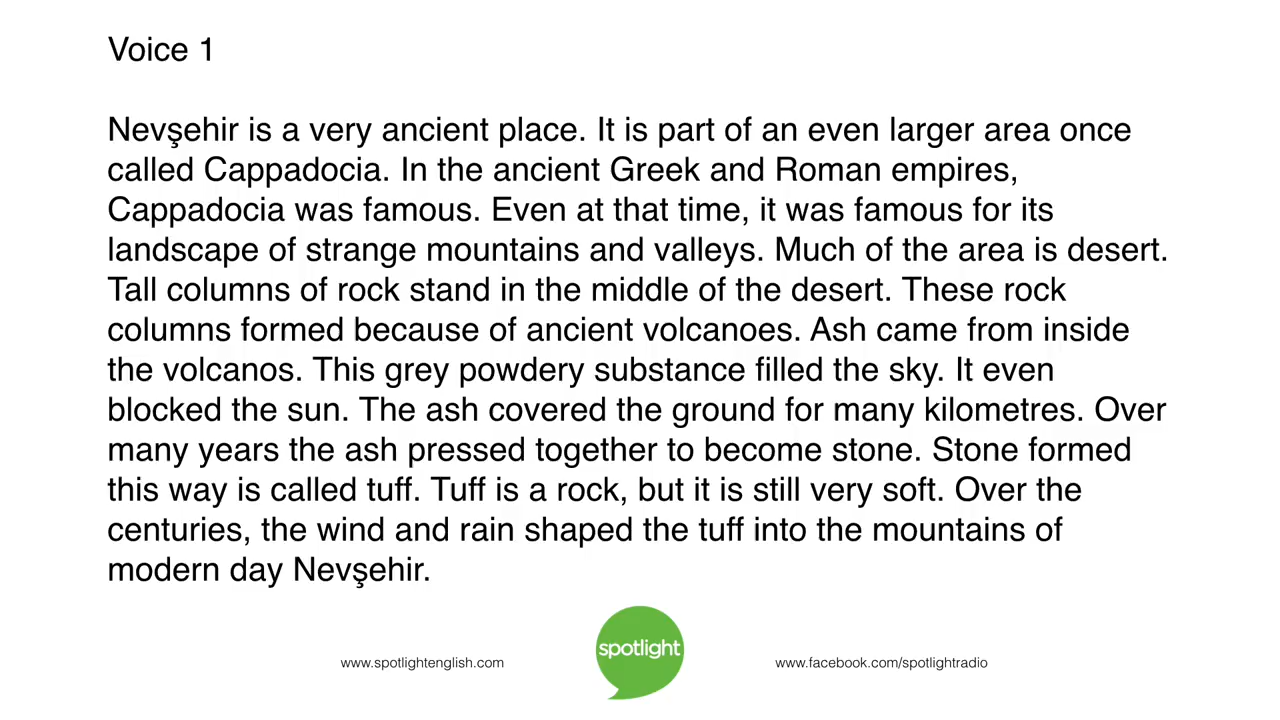 Voice 1
Nevşehir is a very ancient place. It is part of an even larger area once
called Cappadocia. In the ancient Greek and Roman empires,
Cappadocia was famous. Even at that time, it was famous for its
landscape of strange mountains and valleys. Much of the area is desert.
Tall columns of rock stand in the middle of the desert. These rock
columns formed because of ancient volcanoes. Ash came from inside
the volcanos. This grey powdery substance filled the sky. It even
blocked the sun. The ash covered the ground for many kilometres. Over
many years the ash pressed together to become stone. Stone formed
this way is called tuff. Tuff is a rock, but it is still very soft. Over the
centuries, the wind and rain shaped the tuff into the mountains of
modern day Nevşehir.
www.spotlightenglish.com
spotlight
www.facebook.com/spotlightradio